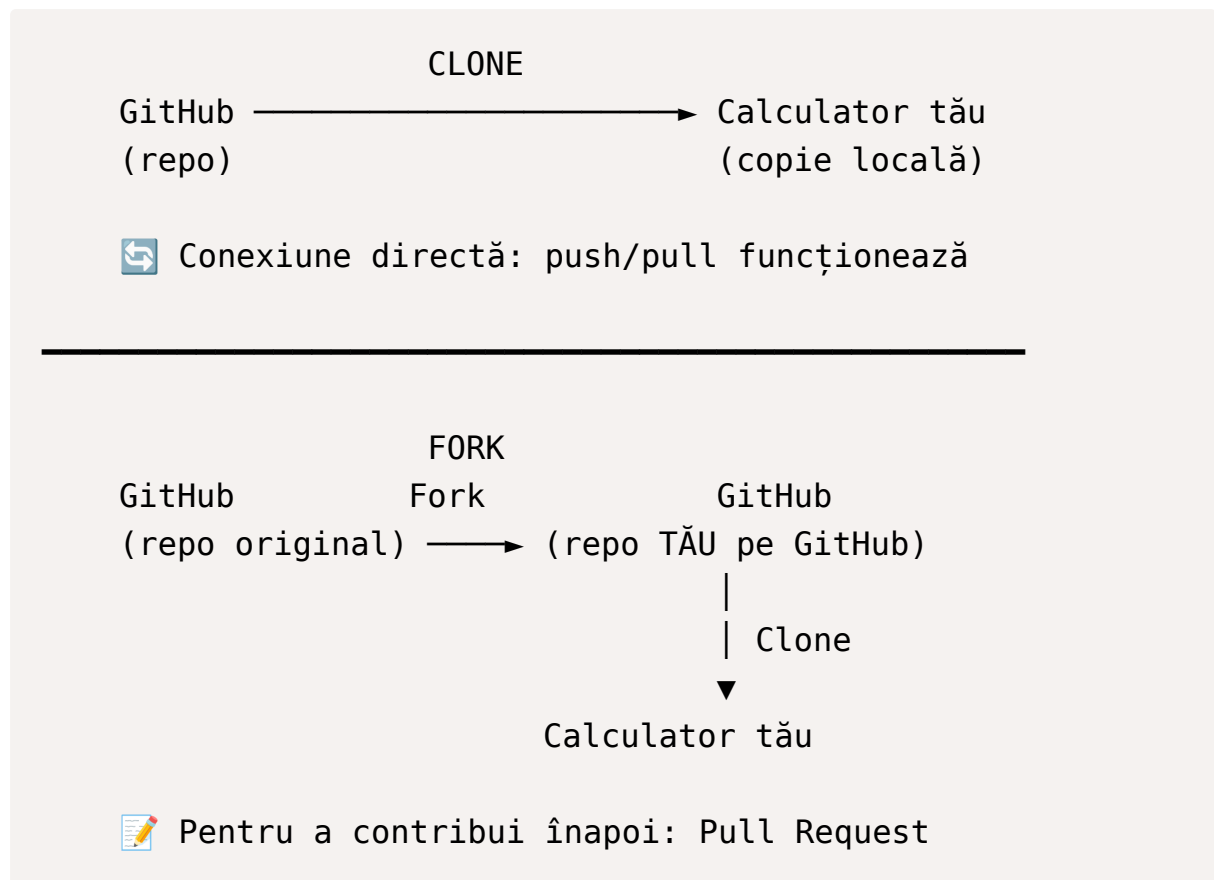 CLONE
GitHub ──────────────────────► Calculator tău
(repo) (copie locală)
🔄 Conexiune directă: push/pull funcționează
FORK
GitHub Fork GitHub
(repo original) ────► (repo TĂU pe GitHub)
│
│ Clone
▼
Calculator tău
📝 Pentru a contribui înapoi: Pull Request